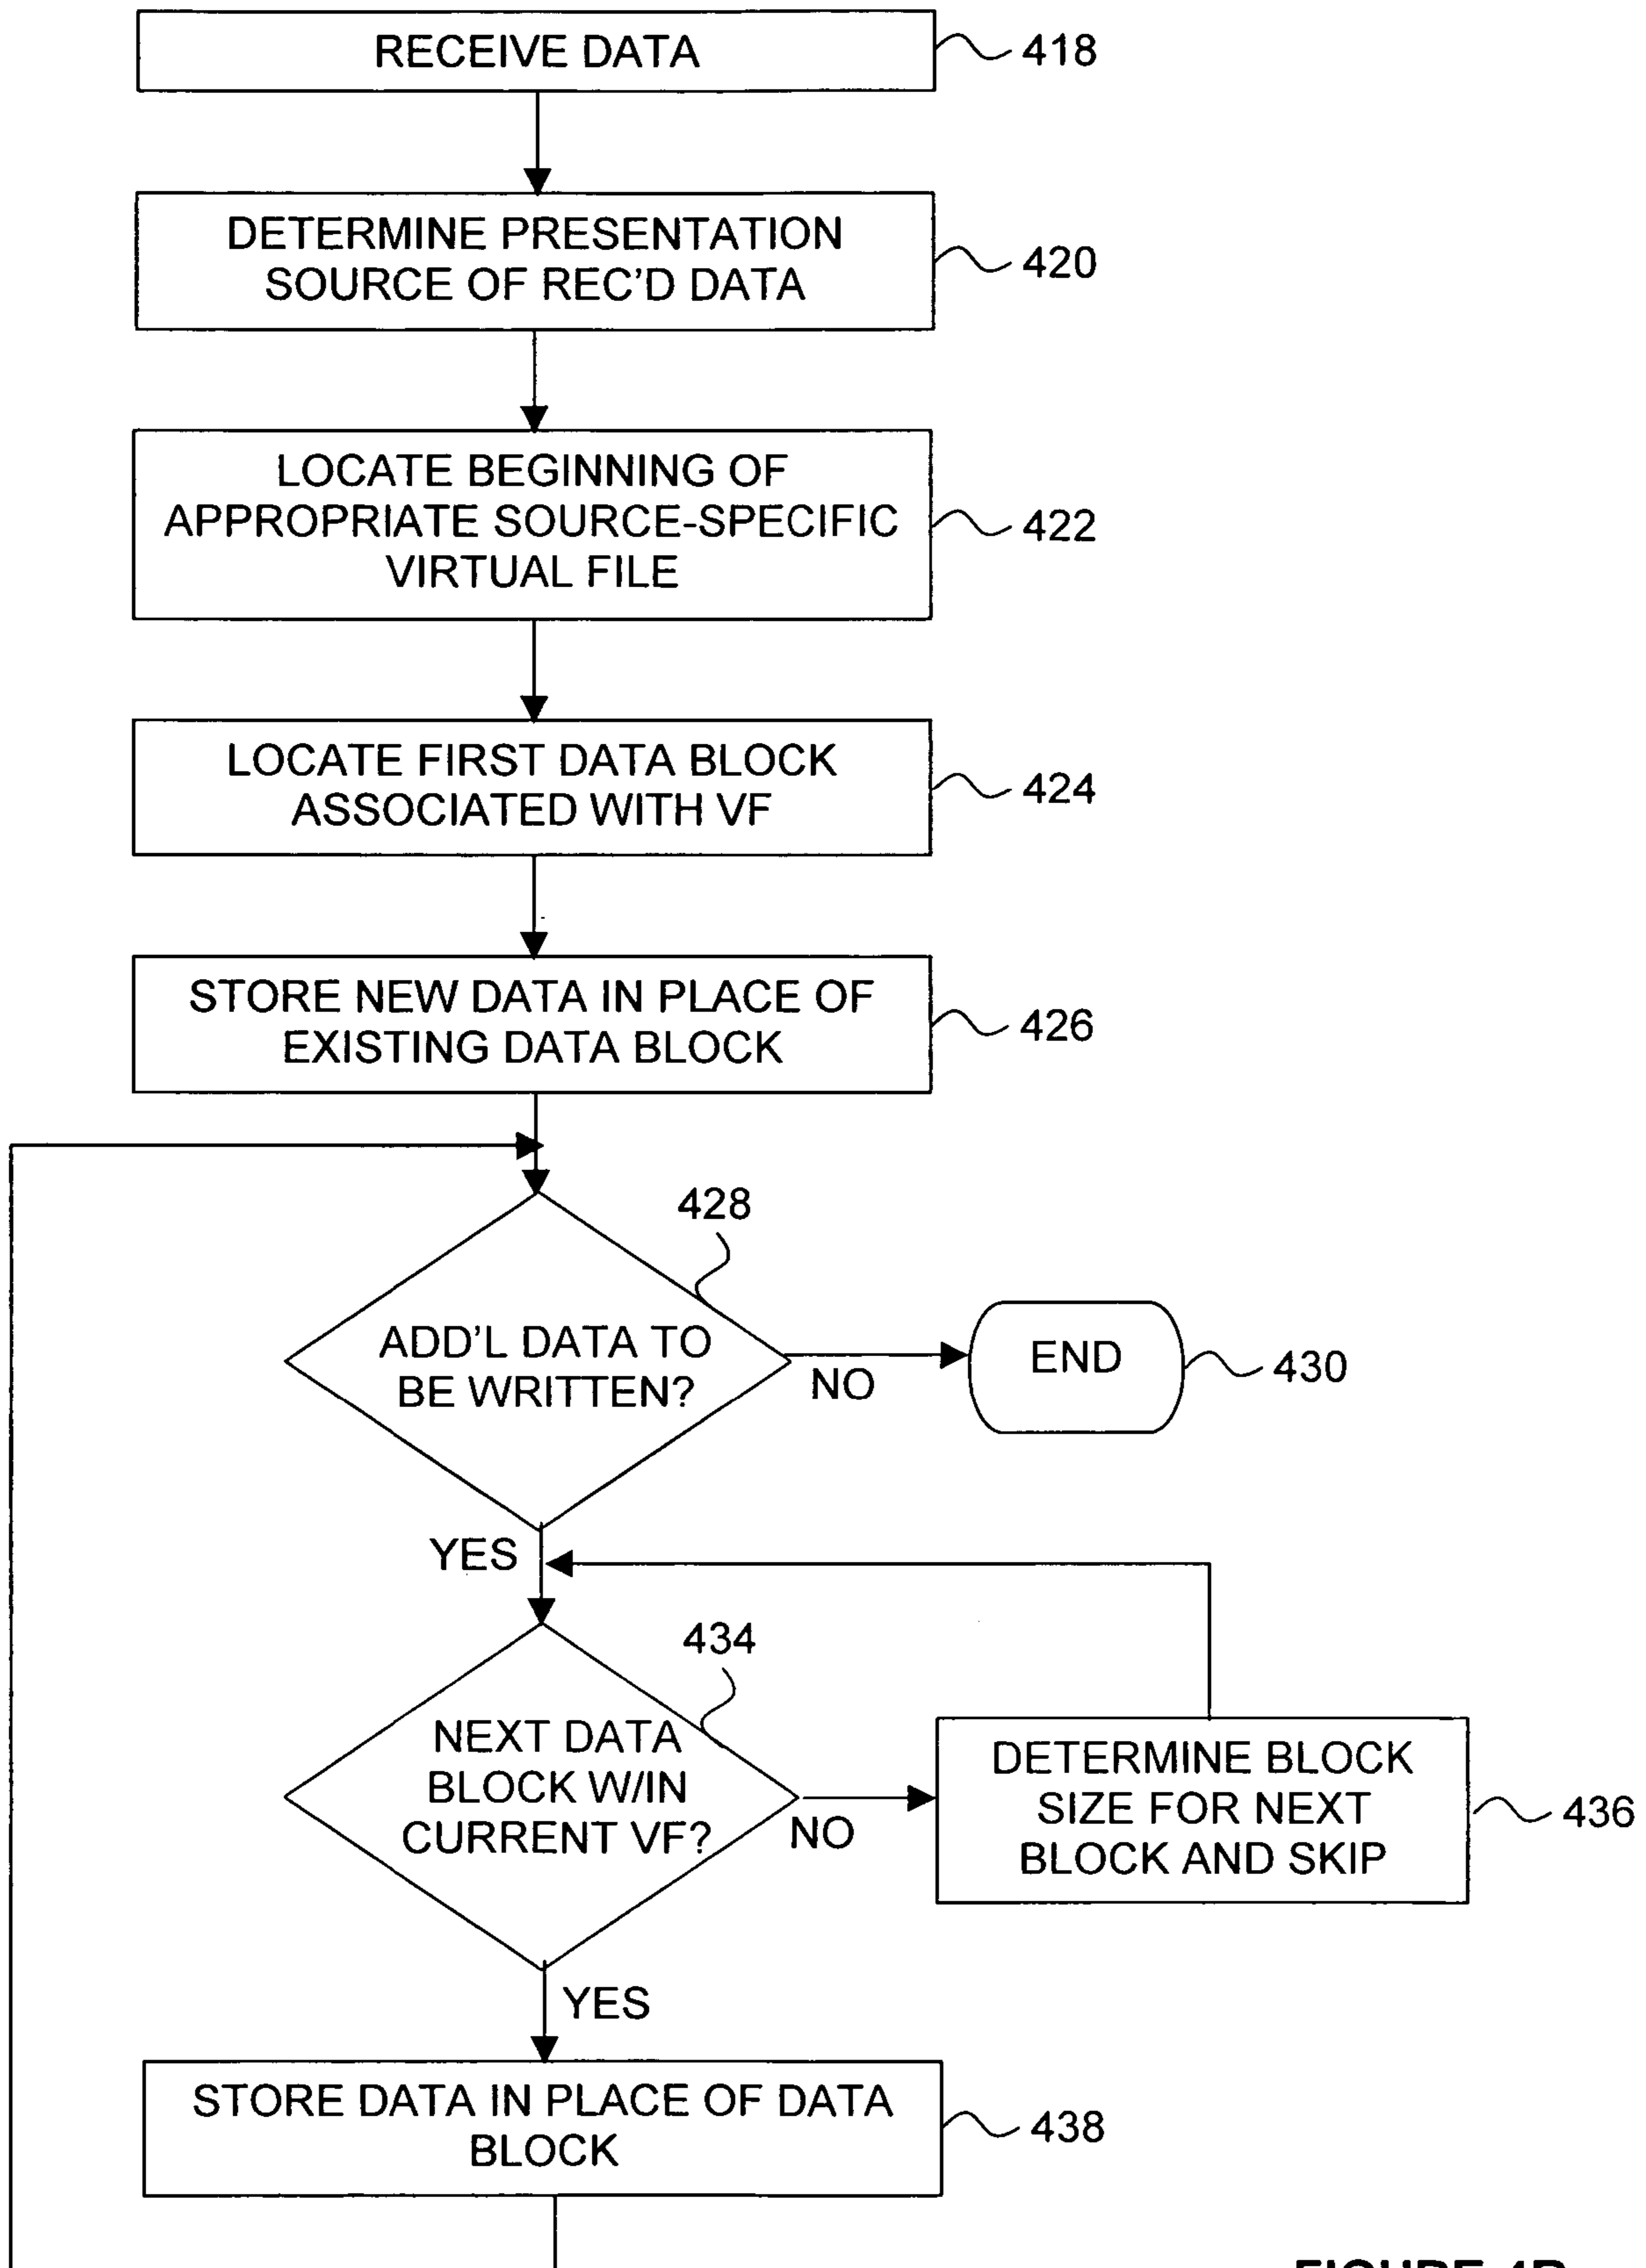 RECEIVE DATA
418
DETERMINE PRESENTATION
SOURCE OF REC'D DATA
420
LOCATE BEGINNING OF
APPROPRIATE SOURCE-SPECIFIC
VIRTUAL FILE
422
LOCATE FIRST DATA BLOCK
ASSOCIATED WITH VF
424
STORE NEW DATA IN PLACE OF
EXISTING DATA BLOCK
426
428
ADD'L DATA TO
BE WRITTEN?
NO
END
430
YES
434
NEXT DATA
BLOCK W/IN
CURRENT VF?
NO
DETERMINE BLOCK
SIZE FOR NEXT
BLOCK AND SKIP
436
YES
STORE DATA IN PLACE OF DATA
BLOCK
438